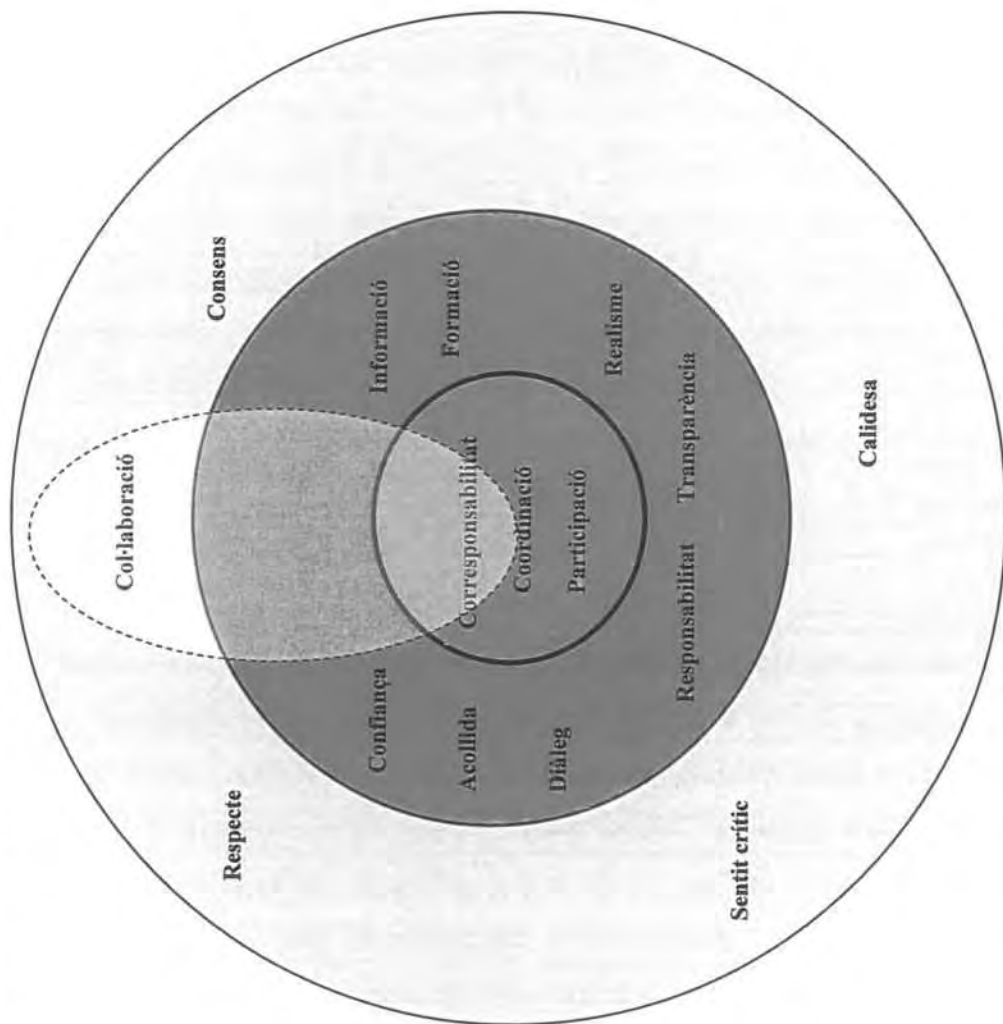 Col·laboració
Respecte
Consens
Confiança
Informació
Acollida
Corresponsabilitat
Formació
Coordinació
Diàleg
Participació
Realisme
Responsabilitat
Transparència
Sentit crític
Calidesa